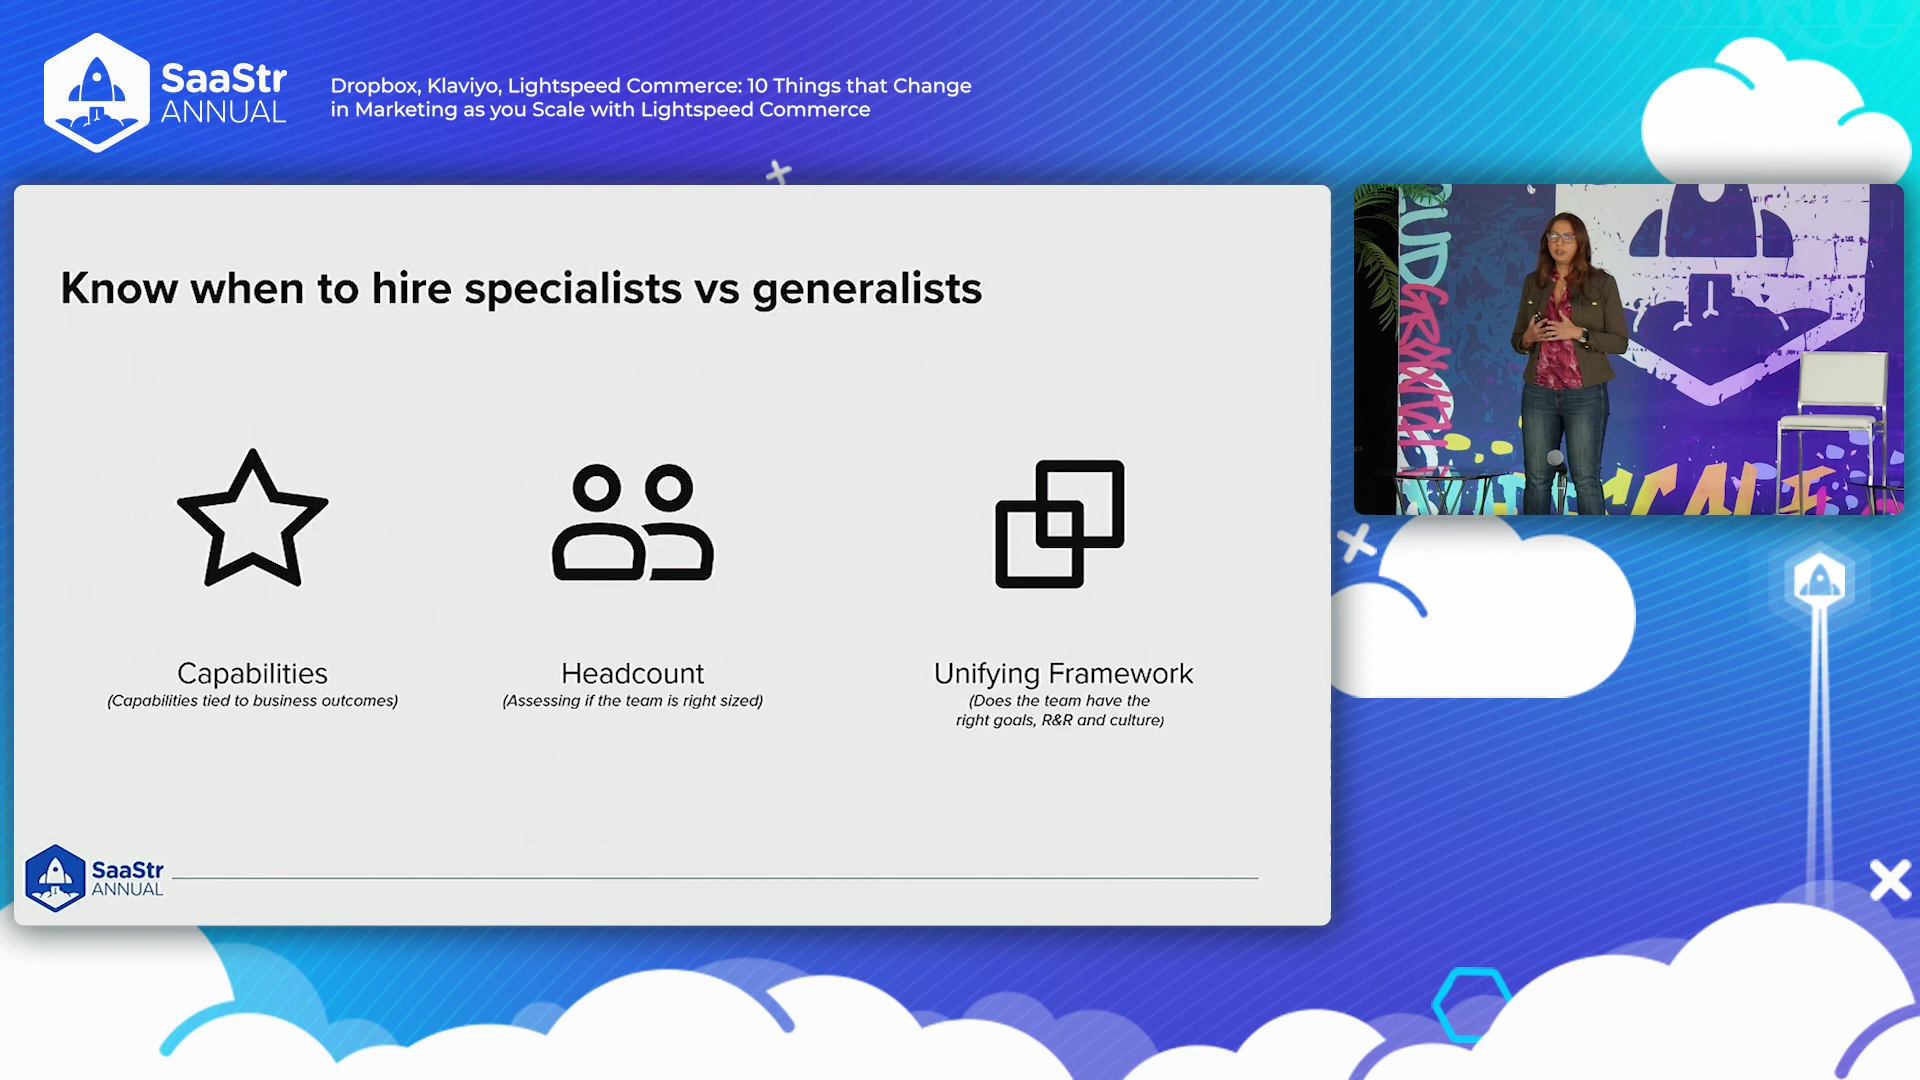 SaaStr
ANNUAL
Dropbox, Klaviyo, Lightspeed Commerce: 10 Things that Change
in Marketing as you Scale with Lightspeed Commerce
Know when to hire specialists vs generalists
Capabilities
(Capabilities tied to business outcomes)
Headcount
(Assessing if the team is right sized)
Unifying Framework
(Does the team have the
right goals, R&R and culture)
SaaStr
ANNUAL
SCALE